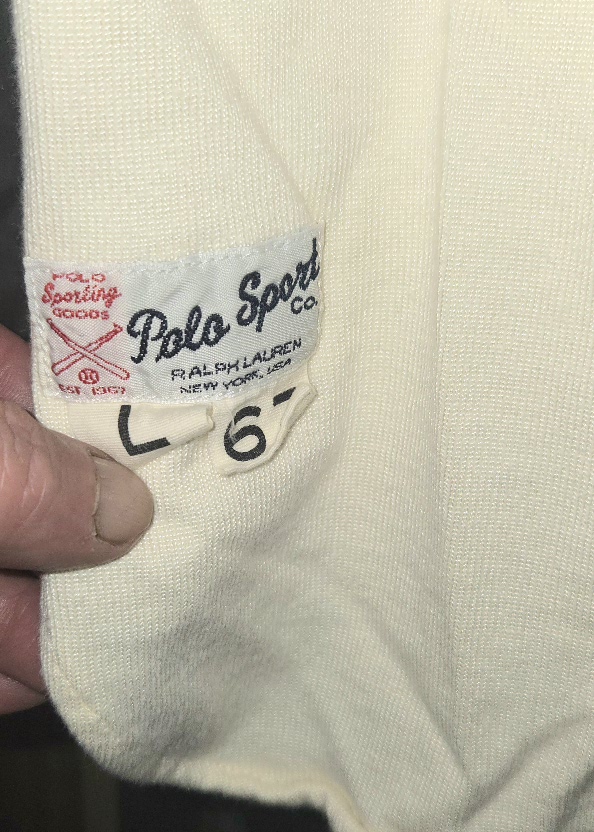 POLO
Sporting
GOODS
EST 1967
Polo Sport
CO.
RALPH LAUREN
NEW YORK, USA
L
6